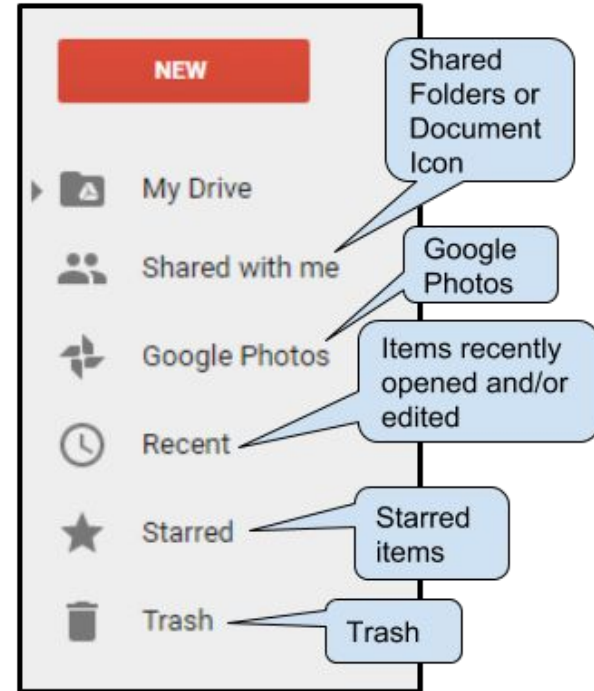 NEW
Shared
Folders or
Document
Icon
My Drive
Shared with me
Google
Photos
Google Photos
Items recently
opened and/or
edited
Recent
Starred
Starred
items
Trash
Trash